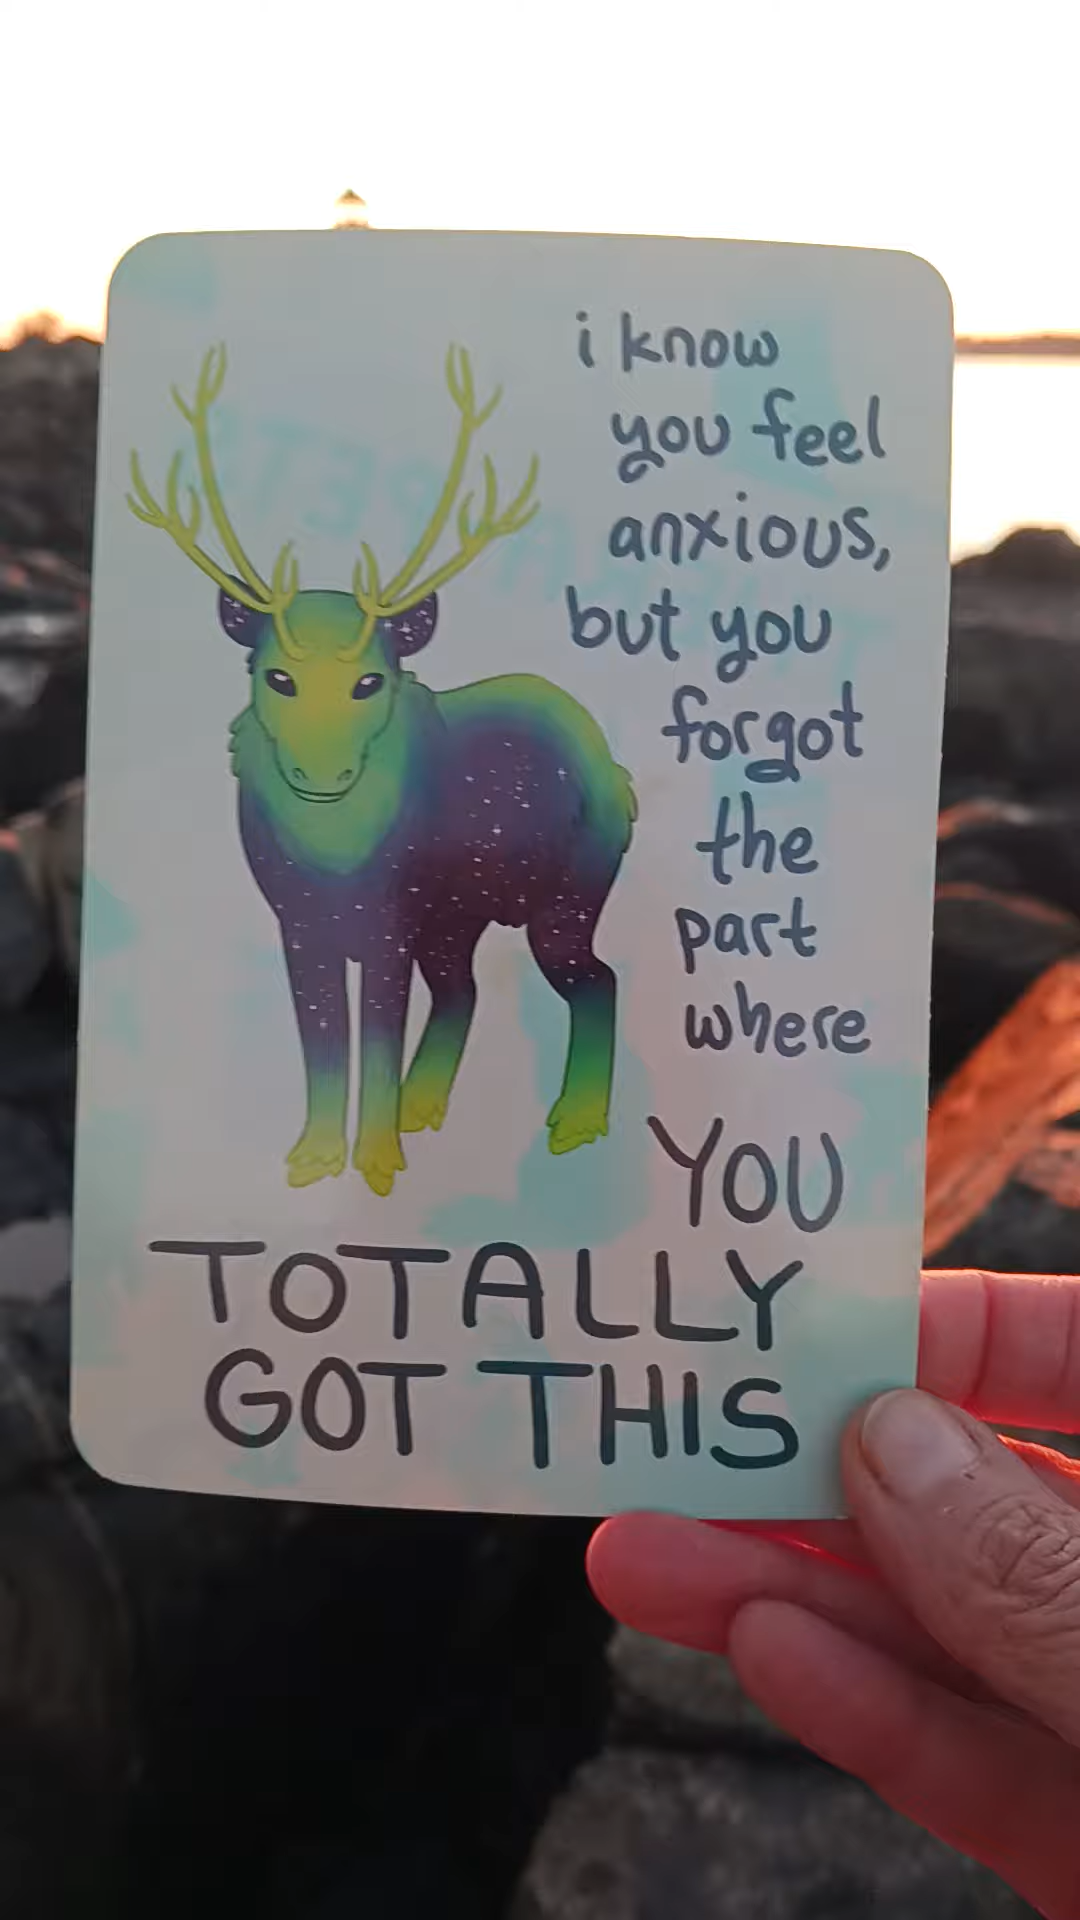 i know
you feel
anxious,
but you
forgot
the
part
where
YOU
TOTALLY
GOT THIS